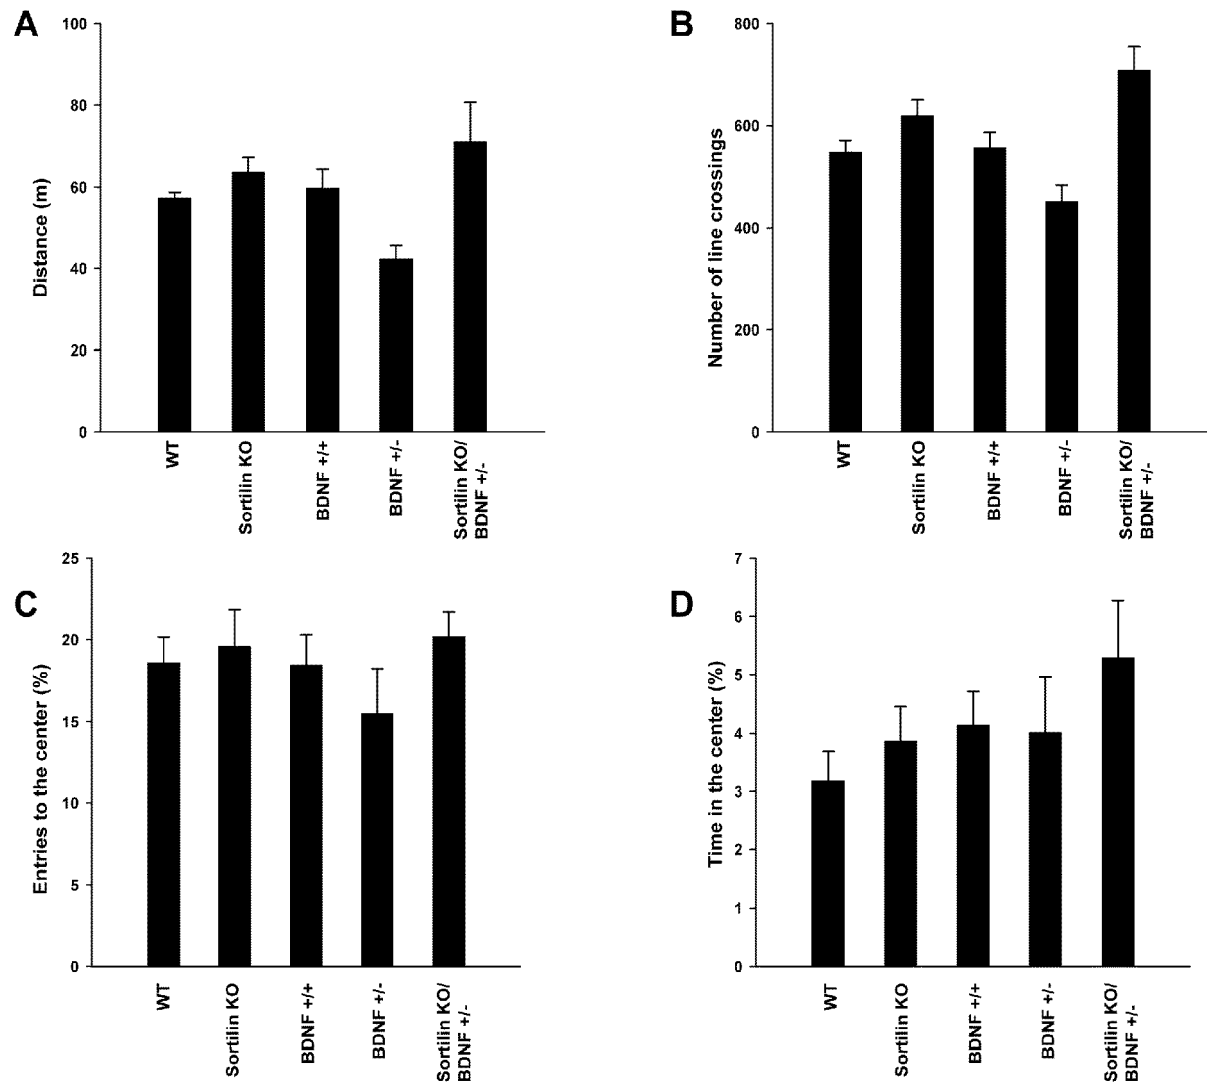 A
100
80
60
40
20
0
Distance (m)
WT
Sortilin KO
BDNF +/+
BDNF +/-
Sortilin KO/
BDNF +/-
B
800
600
400
200
0
Number of line crossings
WT
Sortilin KO
BDNF +/+
BDNF +/-
Sortilin KO/
BDNF +/-
C
25
20
15
10
5
0
Entries to the center (%)
WT
Sortilin KO
BDNF +/+
BDNF +/-
Sortilin KO/
BDNF +/-
D
7
6
5
4
3
2
1
0
Time in the center (%)
WT
Sortilin KO
BDNF +/+
BDNF +/-
Sortilin KO/
BDNF +/-